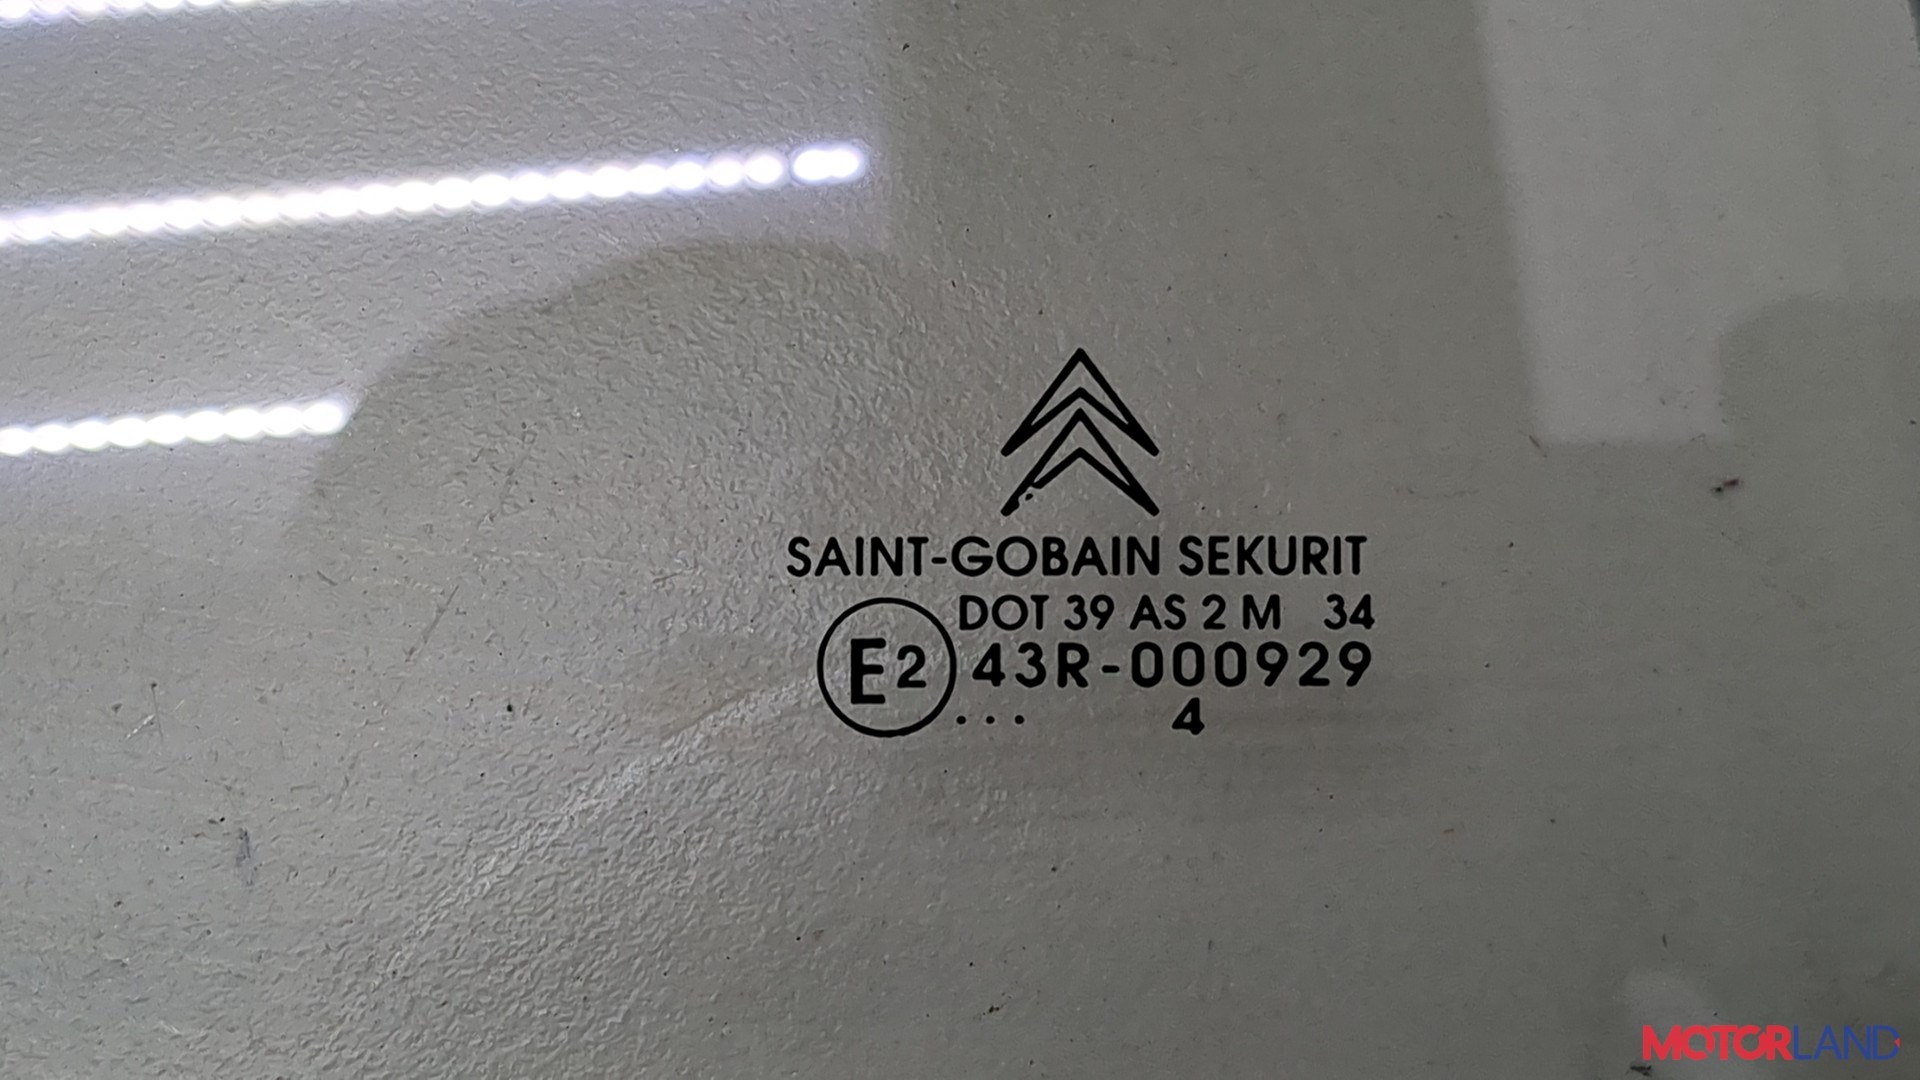 SAINT-GOBAIN SEKURIT
DOT 39 AS 2 M 34
E2 43R-000929
... 4
MOTORLAND